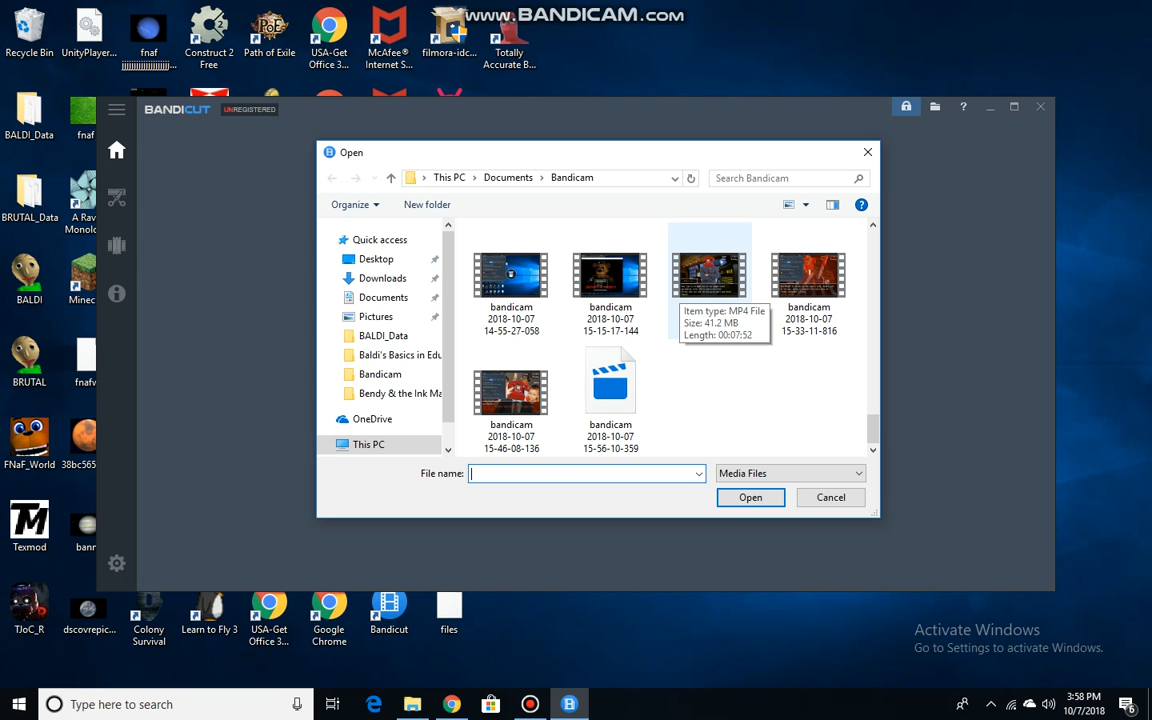 www.BANDICAM.com
Recycle Bin
UnityPlayer...
fnaf
jjjjjjjjjjjjjjjjjjjjj...
Construct 2
Free
Path of Exile
USA-Get
Office 3...
McAfee®
Internet S...
filmora-idc...
Totally
Accurate B...
BALDI_Data
fnaf
BANDICUT
UNREGISTERED
?
Open
This PC
Documents
Bandicam
Search Bandicam
Organize
New folder
?
BRUTAL_Data
A Rav
Monolo
BALDI
Minec
BRUTAL
fnafw
FNaF_World
38bc565
Texmod
bann
Quick access
Desktop
Downloads
Documents
Pictures
BALDI_Data
Baldi's Basics in Edu
Bandicam
Bendy & the Ink Ma
OneDrive
This PC
bandicam
2018-10-07
14-55-27-058
bandicam
2018-10-07
15-15-17-144
Item type: MP4 File
Size: 41.2 MB
Length: 00:07:52
bandicam
2018-10-07
15-33-11-816
bandicam
2018-10-07
15-46-08-136
bandicam
2018-10-07
15-56-10-359
File name:
Media Files
Open
Cancel
TJoC_R
dscovrepic...
Colony
Survival
Learn to Fly 3
USA-Get
Office 3...
Google
Chrome
Bandicut
files
Activate Windows
Go to Settings to activate Windows.
Type here to search
3:58 PM
10/7/2018
6